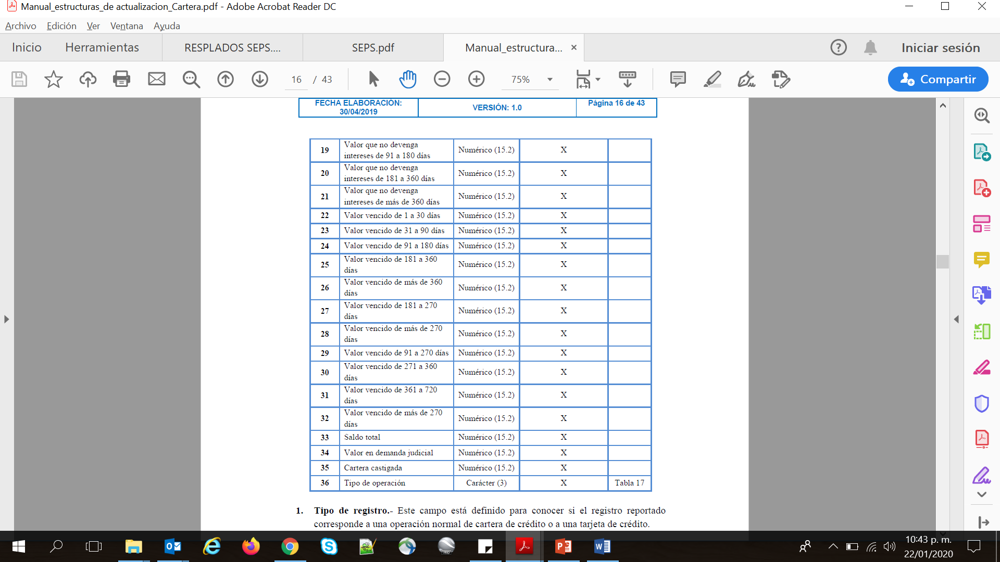 Manual_estructuras_de actualizacion_Cartera.pdf - Adobe Acrobat Reader DC
Archivo Edición Ver Ventana Ayuda
Inicio Herramientas RESPLADOS SEPS.... SEPS.pdf Manual_estructura... × Iniciar sesión
16 / 43 75% Compartir
FECHA ELABORACIÓN:
30/04/2019
VERSIÓN: 1.0
Página 16 de 43
19 Valor que no devenga
intereses de 91 a 180 días Numérico (15.2) X
20 Valor que no devenga
intereses de 181 a 360 días Numérico (15.2) X
21 Valor que no devenga
intereses de más de 360 días Numérico (15.2) X
22 Valor vencido de 1 a 30 días Numérico (15.2) X
23 Valor vencido de 31 a 90 días Numérico (15.2) X
24 Valor vencido de 91 a 180 días Numérico (15.2) X
25 Valor vencido de 181 a 360
días Numérico (15.2) X
26 Valor vencido de más de 360
días Numérico (15.2) X
27 Valor vencido de 181 a 270
días Numérico (15.2) X
28 Valor vencido de más de 270
días Numérico (15.2) X
29 Valor vencido de 91 a 270 días Numérico (15.2) X
30 Valor vencido de 271 a 360
días Numérico (15.2) X
31 Valor vencido de 361 a 720
días Numérico (15.2) X
32 Valor vencido de más de 270
días Numérico (15.2) X
33 Saldo total Numérico (15.2) X
34 Valor en demanda judicial Numérico (15.2) X
35 Cartera castigada Numérico (15.2) X
36 Tipo de operación Carácter (3) X Tabla 17
1. Tipo de registro.- Este campo está definido para conocer si el registro reportado
corresponde a una operación normal de cartera de crédito o a una tarjeta de crédito.
10:43 p. m.
22/01/2020